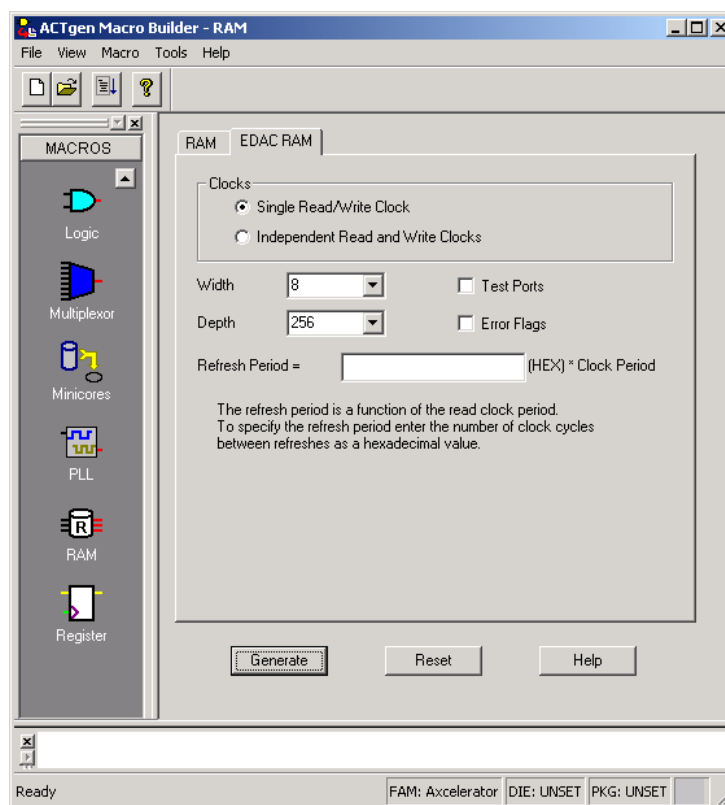 ACTgen Macro Builder - RAM
File View Macro Tools Help
MACROS
Logic
Multiplexor
Minicores
PLL
R
RAM
Register
RAM EDAC RAM
Clocks
Single Read/Write Clock
Independent Read and Write Clocks
Width 8 Test Ports
Depth 256 Error Flags
Refresh Period = (HEX) * Clock Period
The refresh period is a function of the read clock period.
To specify the refresh period enter the number of clock cycles
between refreshes as a hexadecimal value.
Generate Reset Help
Ready FAM: Axcelerator DIE: UNSET PKG: UNSET